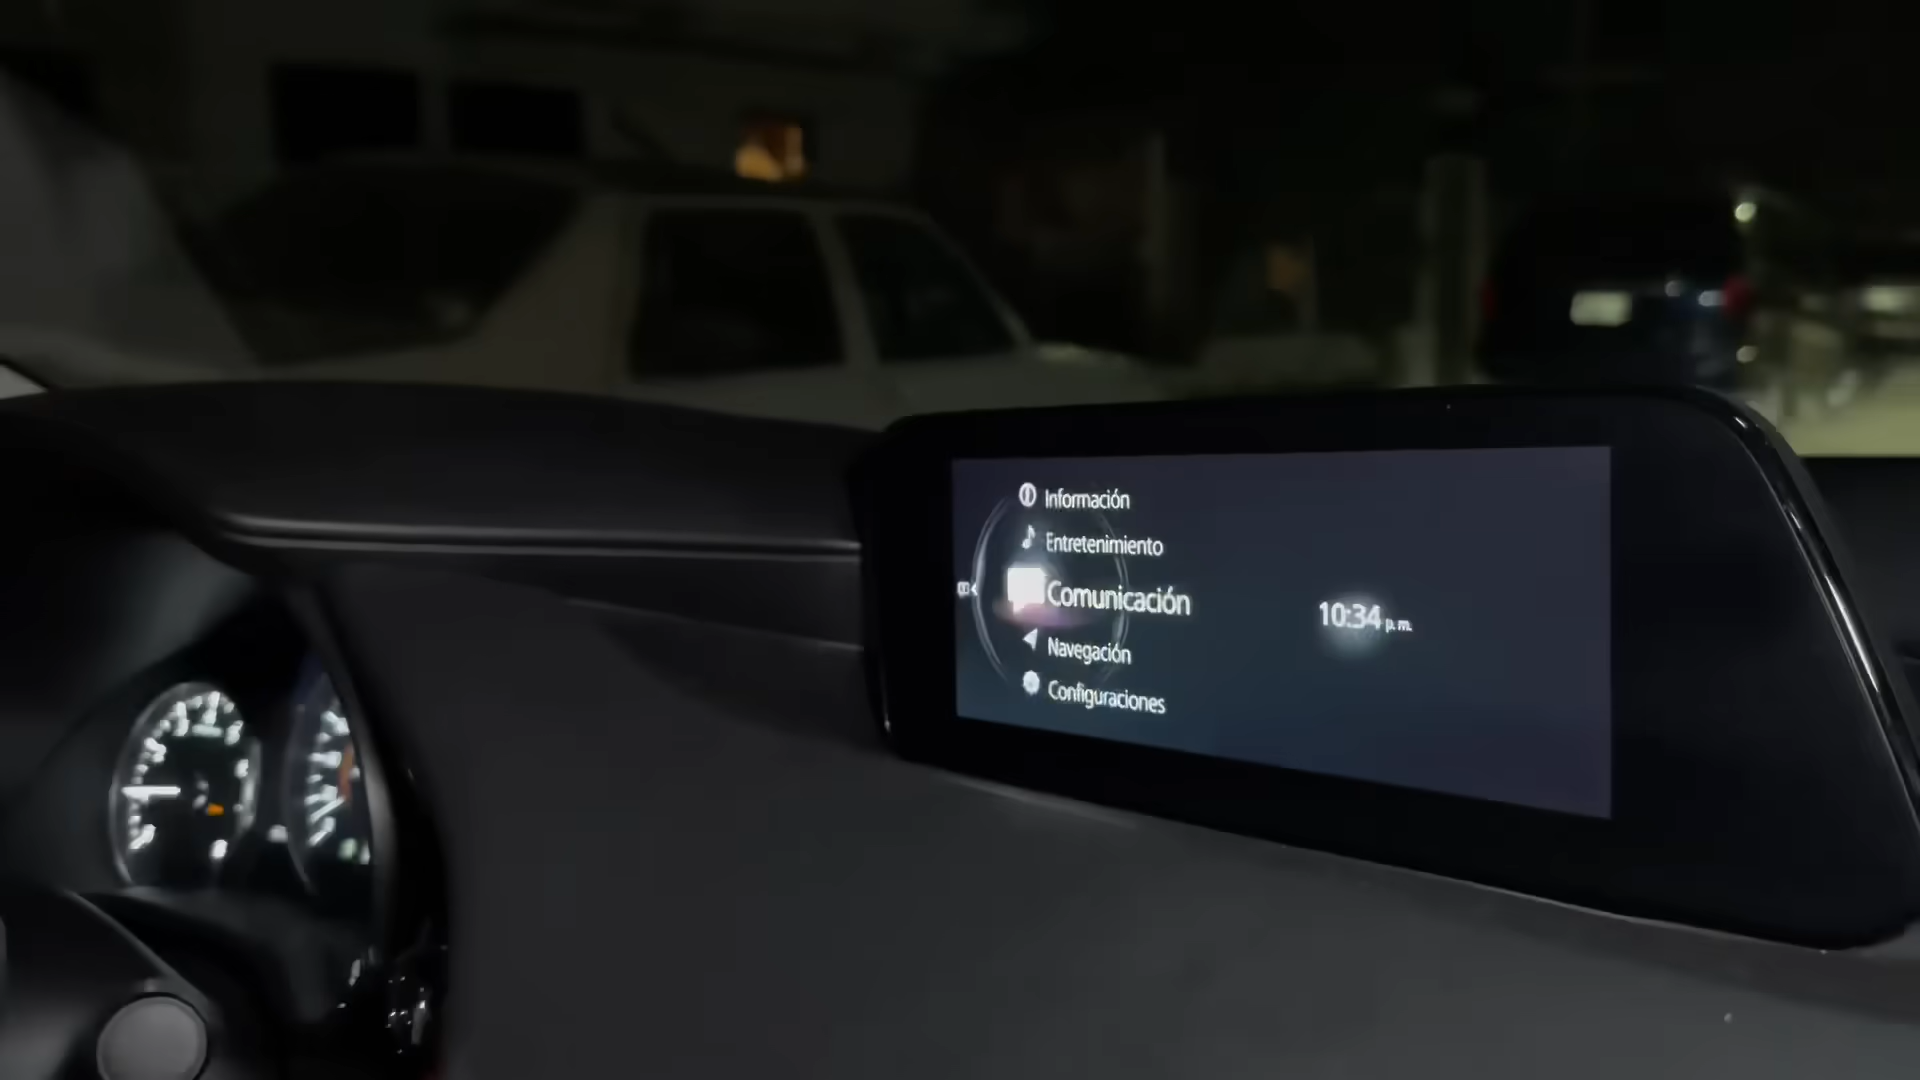 Información
Entretenimiento
Comunicación
10:34 p. m.
Navegación
Configuraciones